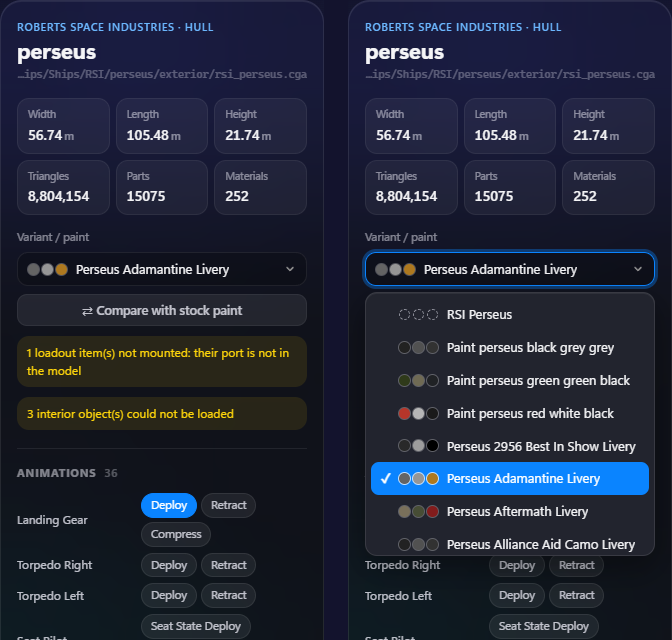 ROBERTS SPACE INDUSTRIES · HULL
perseus
…ips/Ships/RSI/perseus/exterior/rsi_perseus.cga
Width
56.74 m
Length
105.48 m
Height
21.74 m
Triangles
8,804,154
Parts
15075
Materials
252
Variant / paint
Perseus Adamantine Livery
⇄ Compare with stock paint
1 loadout item(s) not mounted: their port is not in
the model
3 interior object(s) could not be loaded
ANIMATIONS 36
Landing Gear
Deploy
Retract
Compress
Torpedo Right
Deploy
Retract
Torpedo Left
Deploy
Retract
Seat Pilot
Seat State Deploy
ROBERTS SPACE INDUSTRIES · HULL
perseus
…ips/Ships/RSI/perseus/exterior/rsi_perseus.cga
Width
56.74 m
Length
105.48 m
Height
21.74 m
Triangles
8,804,154
Parts
15075
Materials
252
Variant / paint
Perseus Adamantine Livery
RSI Perseus
Paint perseus black grey grey
Paint perseus green green black
Paint perseus red white black
Perseus 2956 Best In Show Livery
✓ Perseus Adamantine Livery
Perseus Aftermath Livery
Perseus Alliance Aid Camo Livery
Torpedo Right
Deploy
Retract
Torpedo Left
Deploy
Retract
Seat Pilot
Seat State Deploy